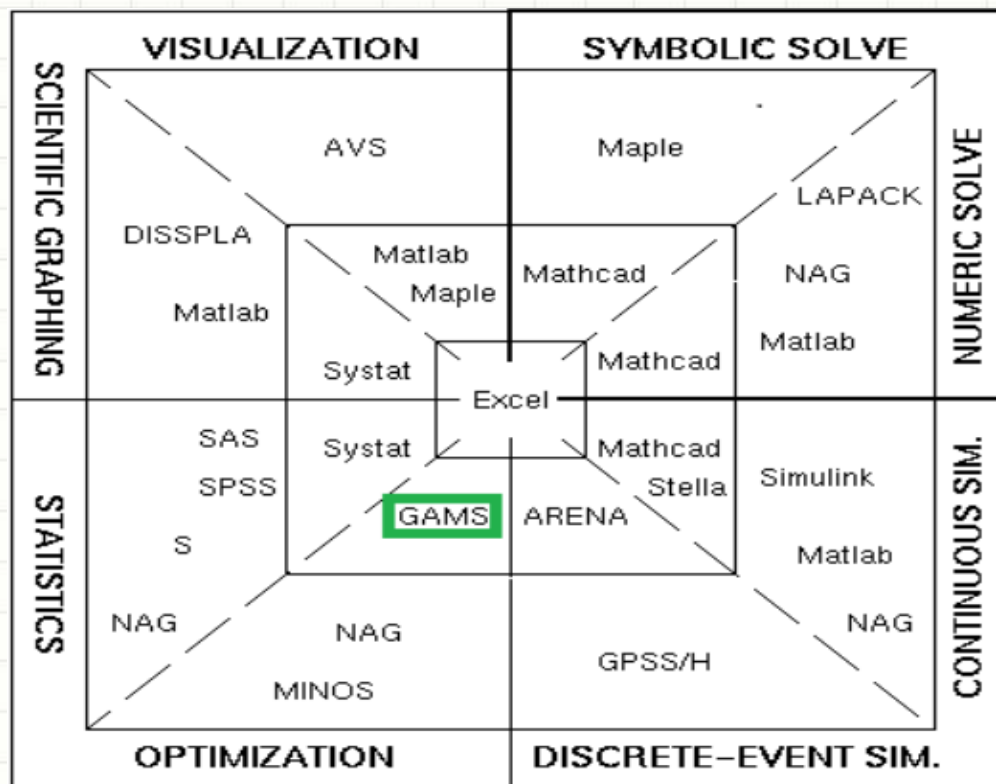 VISUALIZATION
SYMBOLIC SOLVE
SCIENTIFIC GRAPHING
NUMERIC SOLVE
AVS
Maple
LAPACK
DISSPLA
Matlab
Mathcad
NAG
Maple
Matlab
Matlab
Systat
Mathcad
Excel
SAS
Systat
Mathcad
SPSS
Stella
Simulink
GAMS
ARENA
S
Matlab
NAG
NAG
NAG
GPSS/H
MINOS
STATISTICS
CONTINUOUS SIM.
OPTIMIZATION
DISCRETE-EVENT SIM.